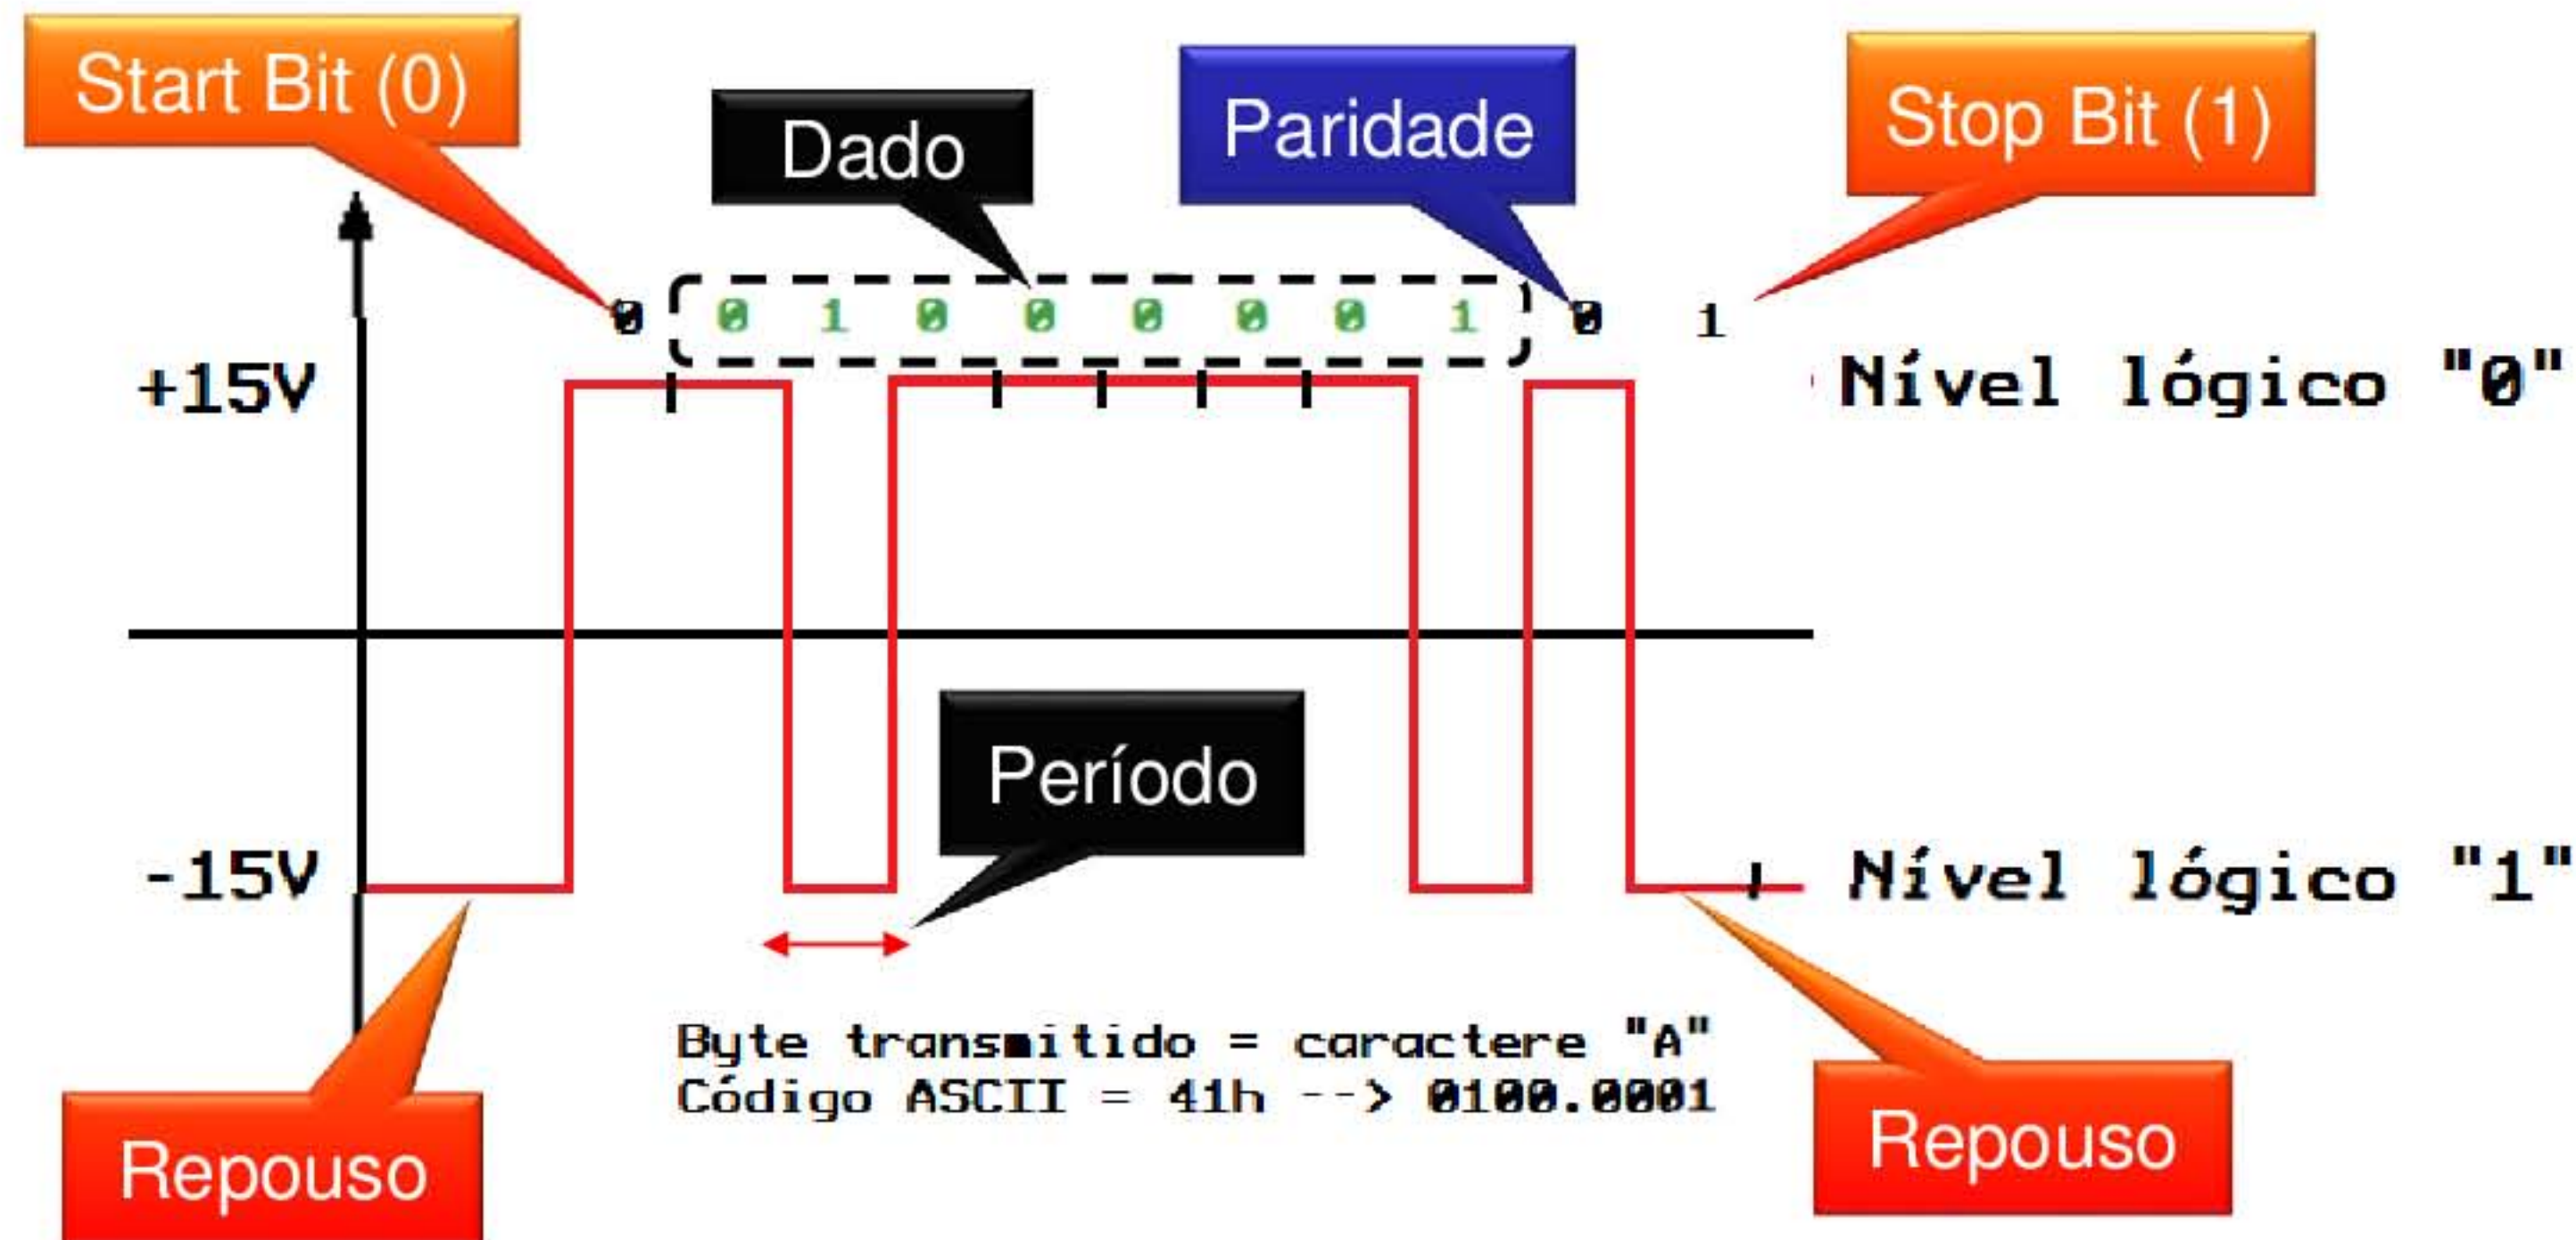 Start Bit (0)
Dado
Paridade
Stop Bit (1)
0 0 1 0 0 0 0 0 1 0 1
+15V
Nível lógico "0"
Período
-15V
Nível lógico "1"
Byte transmitido = caractere "A"
Código ASCII = 41h --> 0100.0001
Repouso
Repouso